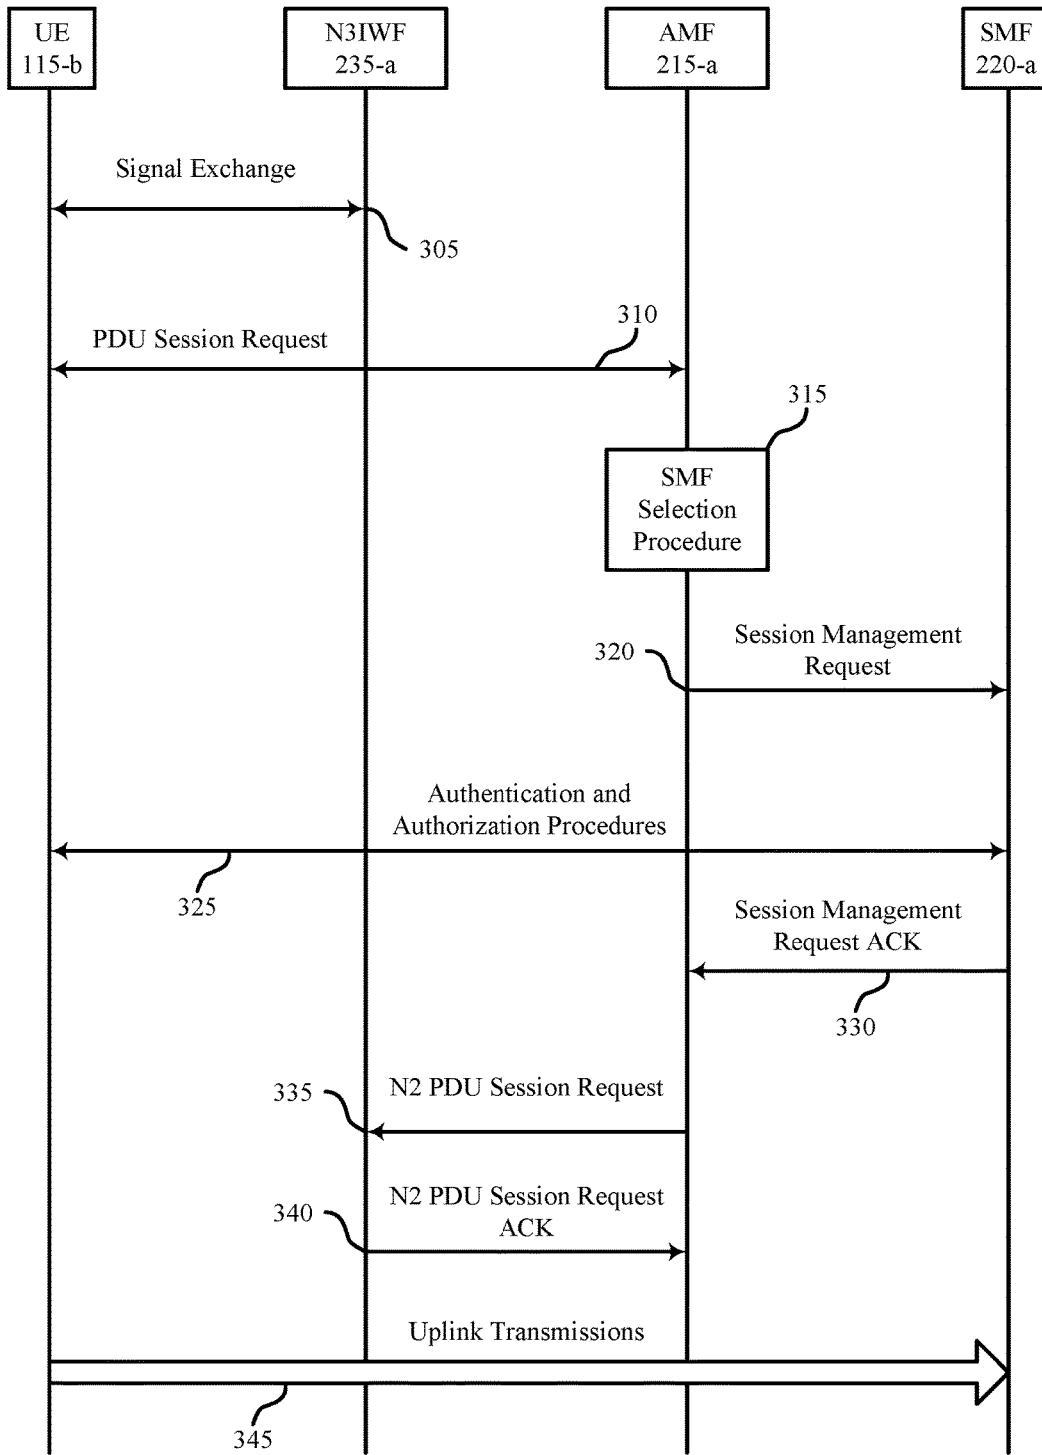 UE
115-b
N3IWF
235-a
AMF
215-a
SMF
220-a
Signal Exchange
305
310
PDU Session Request
315
SMF
Selection
Procedure
Session Management
Request
320
Authentication and
Authorization Procedures
325
Session Management
Request ACK
330
335
N2 PDU Session Request
N2 PDU Session Request
ACK
340
Uplink Transmissions
345